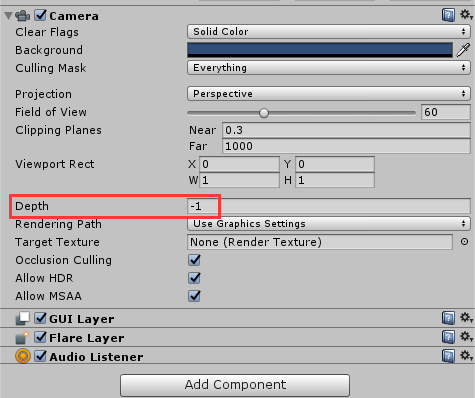 Camera
Clear Flags Solid Color
Background
Culling Mask Everything
Projection Perspective
Field of View 60
Clipping Planes Near 0.3
Far 1000
Viewport Rect X 0 Y 0
W 1 H 1
Depth -1
Rendering Path Use Graphics Settings
Target Texture None (Render Texture)
Occlusion Culling
Allow HDR
Allow MSAA
GUI Layer
Flare Layer
Audio Listener
Add Component